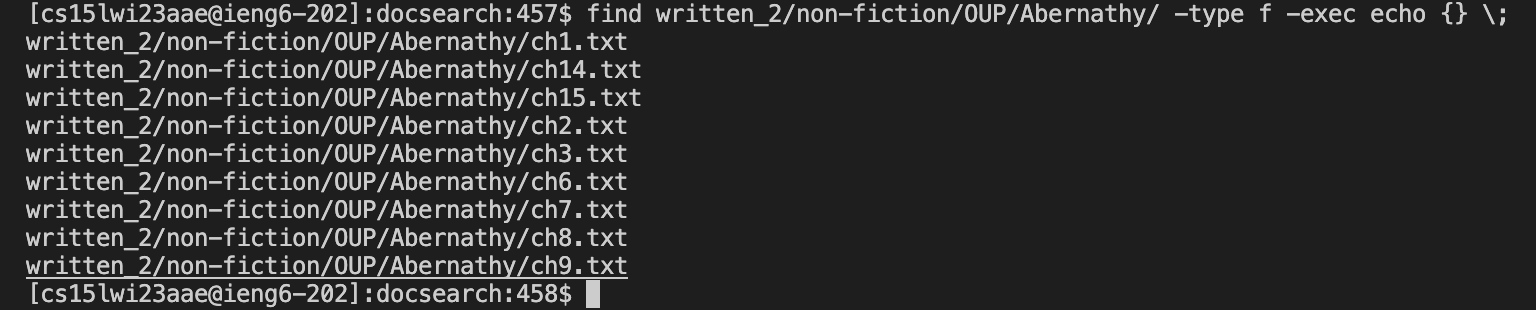 [cs15lwi23aae@ieng6-202]:docsearch:457$ find written_2/non-fiction/OUP/Abernathy/ -type f -exec echo {} \;
written_2/non-fiction/OUP/Abernathy/ch1.txt
written_2/non-fiction/OUP/Abernathy/ch14.txt
written_2/non-fiction/OUP/Abernathy/ch15.txt
written_2/non-fiction/OUP/Abernathy/ch2.txt
written_2/non-fiction/OUP/Abernathy/ch3.txt
written_2/non-fiction/OUP/Abernathy/ch6.txt
written_2/non-fiction/OUP/Abernathy/ch7.txt
written_2/non-fiction/OUP/Abernathy/ch8.txt
written_2/non-fiction/OUP/Abernathy/ch9.txt
[cs15lwi23aae@ieng6-202]:docsearch:458$